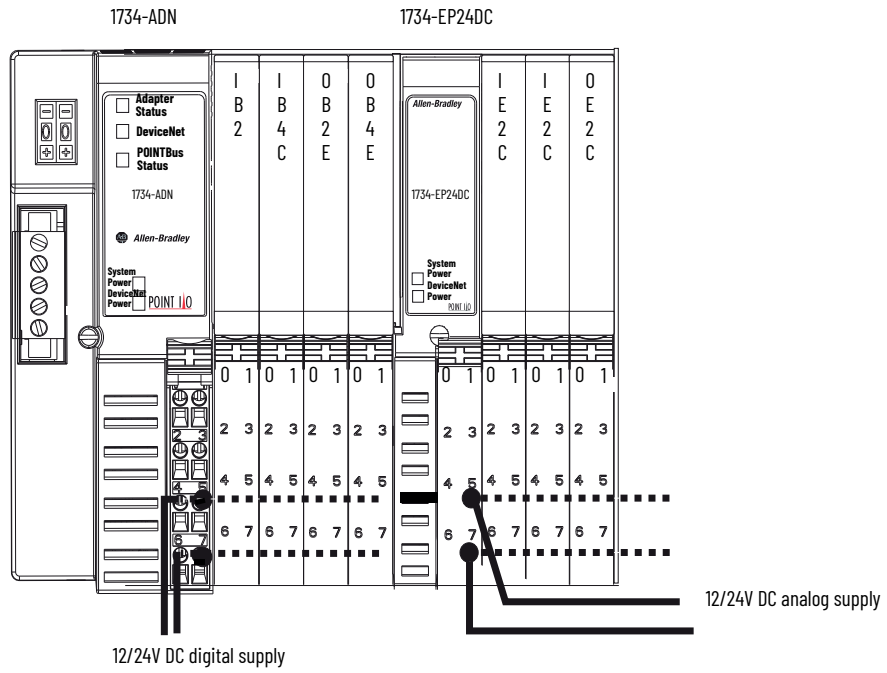 1734-ADN
1734-EP24DC
Adapter
Status
DeviceNet
POINTBus
Status
1734-ADN
Allen-Bradley
System
Power
DeviceNet
Power
POINT I/O
I B 2
I B 4 C
O B 2 E
O B 4 E
Allen-Bradley
1734-EP24DC
System
Power
DeviceNet
Power
POINT I/O
I E 2 C
I E 2 C
O E 2 C
0 0
0 1 0 1 0 1 0 1 0 1 0 1 0 1 0 1
2 3 2 3 2 3 2 3 2 3 2 3 2 3 2 3 2 3
4 5 4 5 4 5 4 5 4 5 4 5 4 5 4 5 4 5
6 7 6 7 6 7 6 7 6 7 6 7 6 7 6 7 6 7
12/24V DC analog supply
12/24V DC digital supply